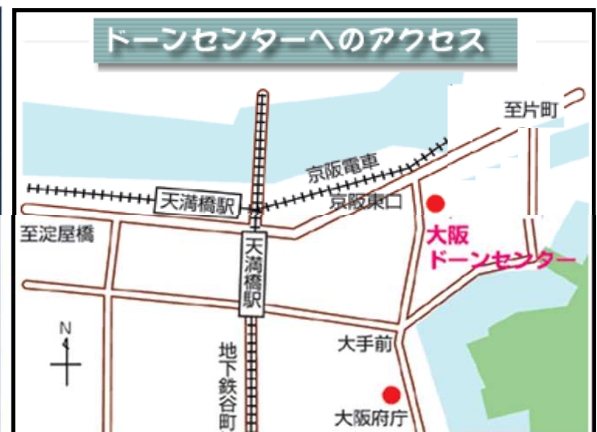 ドーンセンターへのアクセス
至片町
京阪電車
天満橋駅
京阪東口
至淀屋橋
大阪
ドーンセンター
天満橋駅
N
大手前
地下鉄谷町
大阪府庁